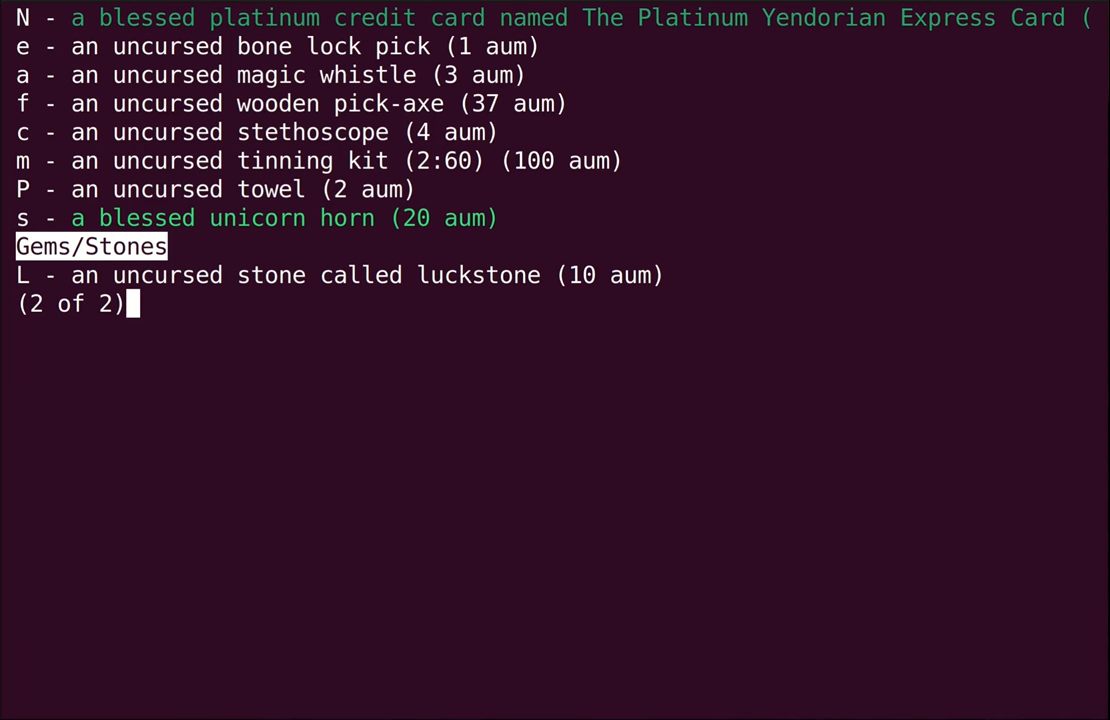 N - a blessed platinum credit card named The Platinum Yendorian Express Card (
e - an uncursed bone lock pick (1 aum)
a - an uncursed magic whistle (3 aum)
f - an uncursed wooden pick-axe (37 aum)
c - an uncursed stethoscope (4 aum)
m - an uncursed tinning kit (2:60) (100 aum)
P - an uncursed towel (2 aum)
s - a blessed unicorn horn (20 aum)
Gems/Stones
L - an uncursed stone called luckstone (10 aum)
(2 of 2)